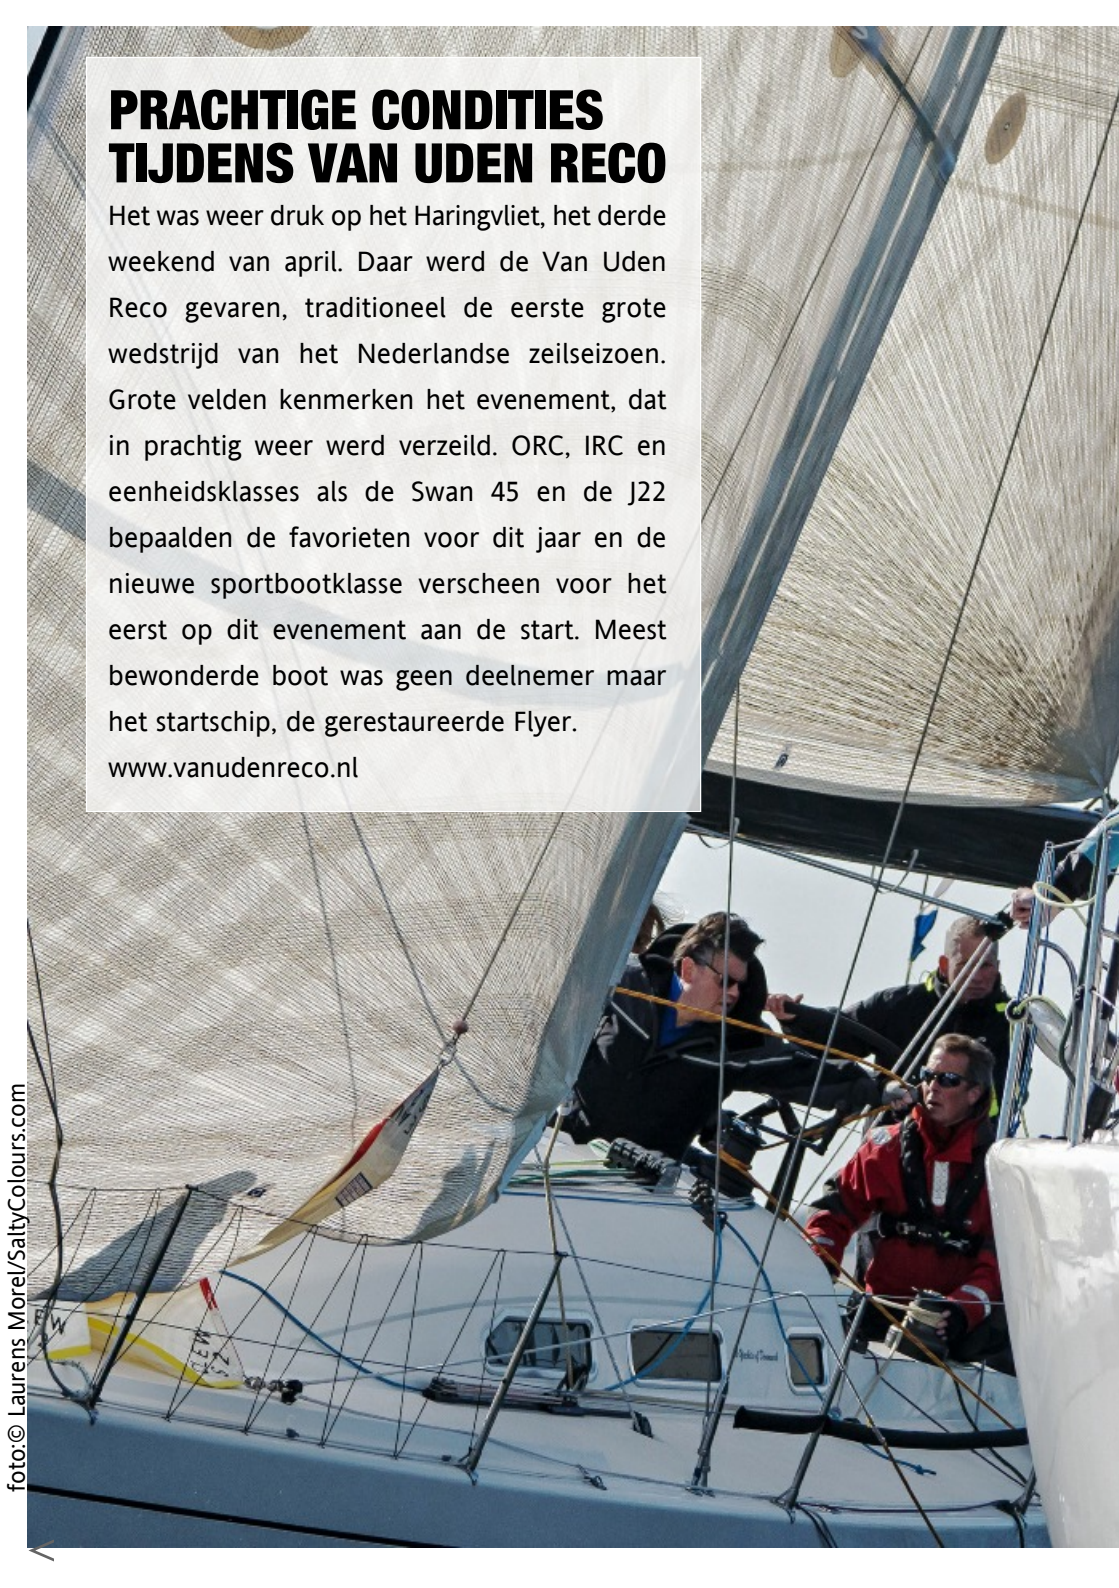 PRACHTIGE CONDITIES
TIJDENS VAN UDEN RECO
Het was weer druk op het Haringvliet, het derde
weekend van april. Daar werd de Van Uden
Reco gevaren, traditioneel de eerste grote
wedstrijd van het Nederlandse zeilseizoen.
Grote velden kenmerken het evenement, dat
in prachtig weer werd verzeild. ORC, IRC en
eenheidsklasses als de Swan 45 en de J22
bepaalden de favorieten voor dit jaar en de
nieuwe sportbootklasse verscheen voor het
eerst op dit evenement aan de start. Meest
bewonderde boot was geen deelnemer maar
het startschip, de gerestaureerde Flyer.
www.vanudenreco.nl
foto:© Laurens Morel/SaltyColours.com